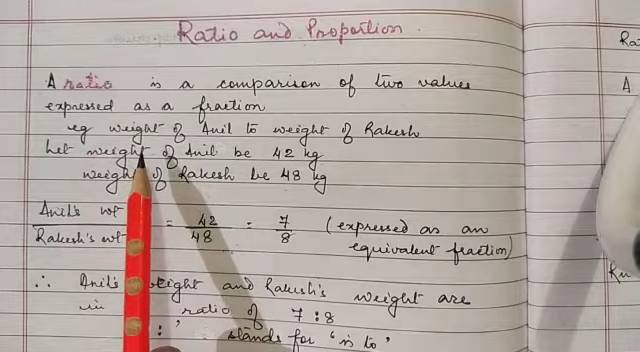 Ratio and Proportion
A ratio is a comparison of two values
expressed as a fraction
eg weight of Anil to weight of Rakesh
Let weight of Anil be 42 kg
weight of Rakesh be 48 kg
Anil's wt / Rakesh's wt = 42/48 = 7/8 (expressed as an
equivalent fraction)
∴ Anil's weight and Rakesh's weight are
in ratio of 7:8
':' stands for 'is to'
Ra
A